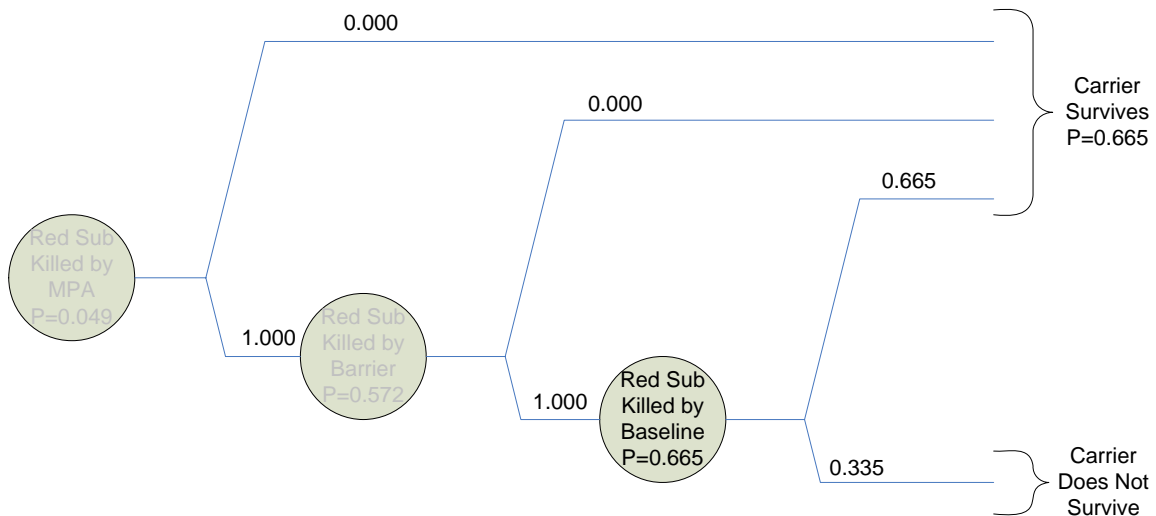 0.000
0.000
Carrier
Survives
P=0.665
0.665
Red Sub
Killed by
MPA
P=0.049
1.000
Red Sub
Killed by
Barrier
P=0.572
1.000
Red Sub
Killed by
Baseline
P=0.665
0.335
Carrier
Does Not
Survive